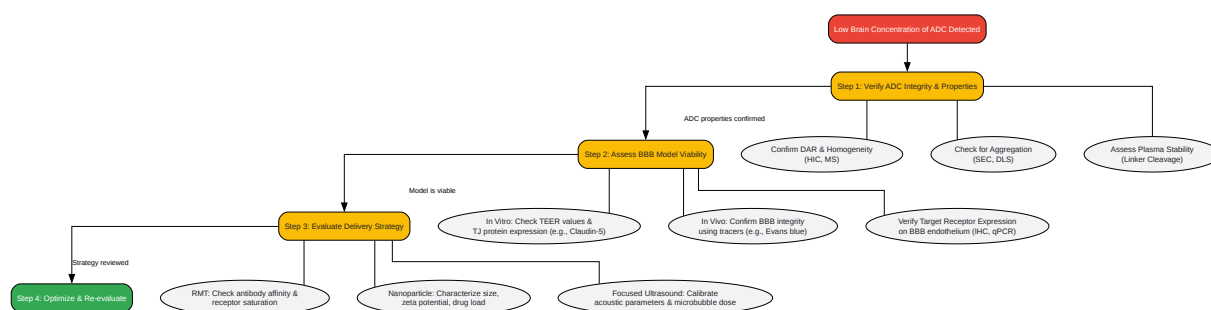 Low Brain Concentration of ADC Detected
Step 1: Verify ADC Integrity & Properties
ADC properties confirmed
Confirm DAR & Homogeneity
(HIC, MS)
Check for Aggregation
(SEC, DLS)
Assess Plasma Stability
(Linker Cleavage)
Step 2: Assess BBB Model Viability
Model is viable
In Vitro: Check TEER values &
TJ protein expression (e.g., Claudin-5)
In Vivo: Confirm BBB integrity
using tracers (e.g., Evans blue)
Verify Target Receptor Expression
on BBB endothelium (IHC, qPCR)
Step 3: Evaluate Delivery Strategy
Strategy reviewed
RMT: Check antibody affinity &
receptor saturation
Nanoparticle: Characterize size,
zeta potential, drug load
Focused Ultrasound: Calibrate
acoustic parameters & microbubble dose
Step 4: Optimize & Re-evaluate